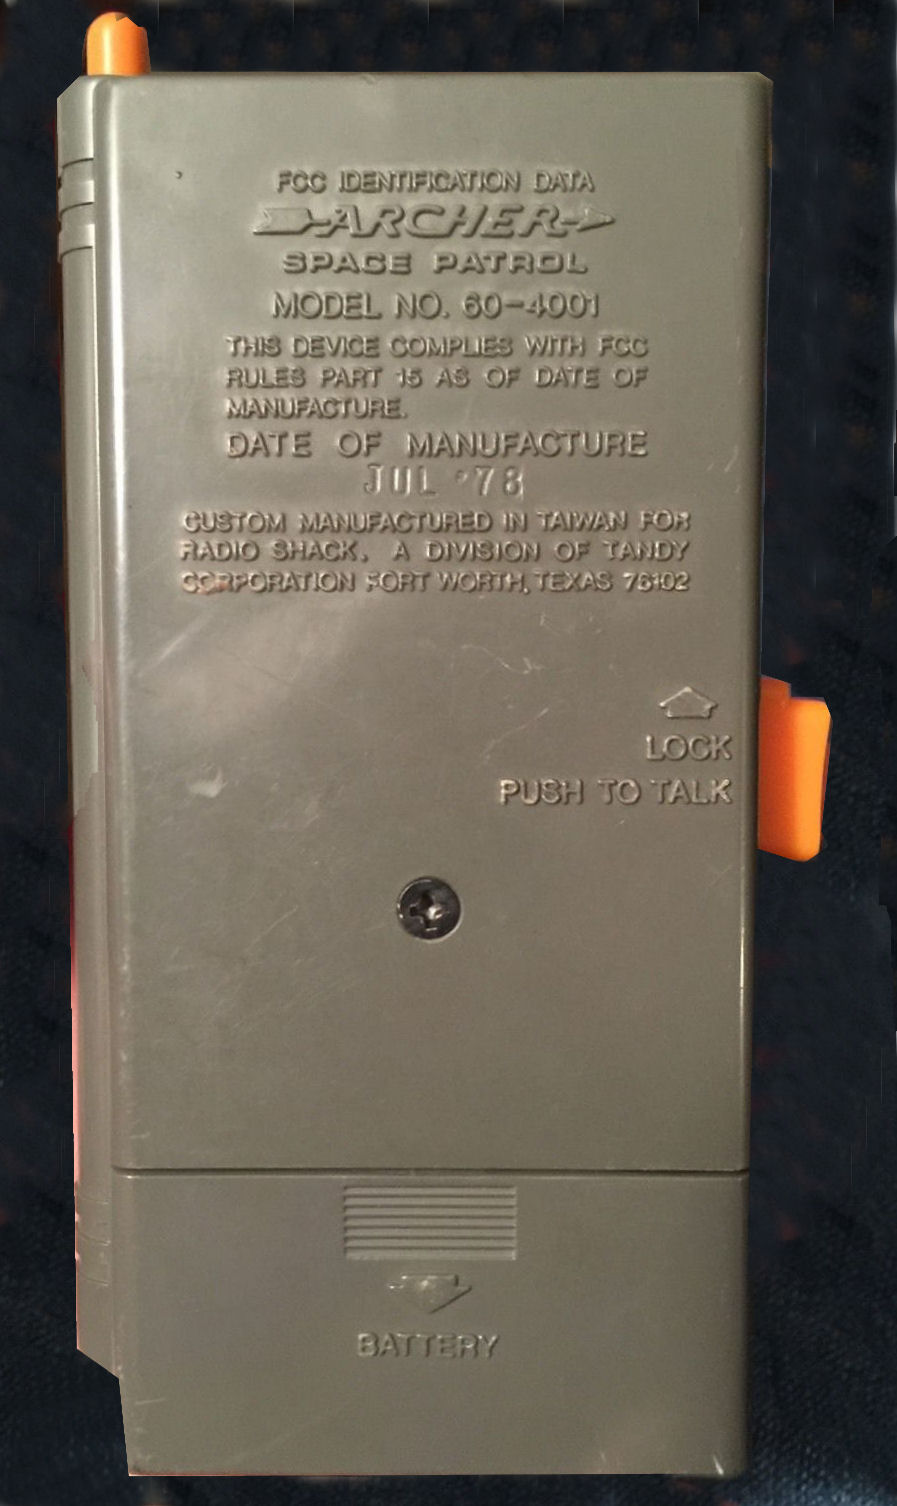 FCC IDENTIFICATION DATA
ARCHER
SPACE PATROL
MODEL NO. 60-4001
THIS DEVICE COMPLIES WITH FCC
RULES PART 15 AS OF DATE OF
MANUFACTURE.
DATE OF MANUFACTURE
JUL '78
CUSTOM MANUFACTURED IN TAIWAN FOR
RADIO SHACK, A DIVISION OF TANDY
CORPORATION FORT WORTH, TEXAS 76102
LOCK
PUSH TO TALK
BATTERY